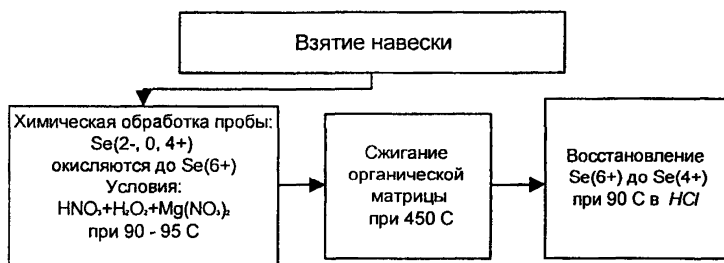 Взятие навески
Химическая обработка пробы:
Se(2-, 0, 4+)
окисляются до Se(6+)
Условия:
HNO₃+H₂O₂+Mg(NO₃)₂
при 90 - 95 С
Сжигание
органической
матрицы
при 450 С
Восстановление
Se(6+) до Se(4+)
при 90 С в HCl